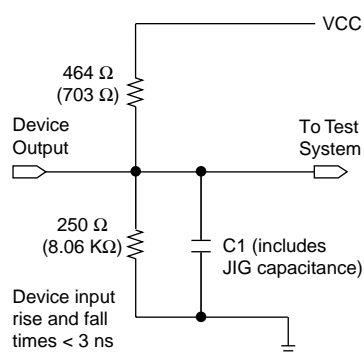 VCC
464 Ω
(703 Ω)
Device
Output
To Test
System
250 Ω
(8.06 KΩ)
C1 (includes
JIG capacitance)
Device input
rise and fall
times < 3 ns